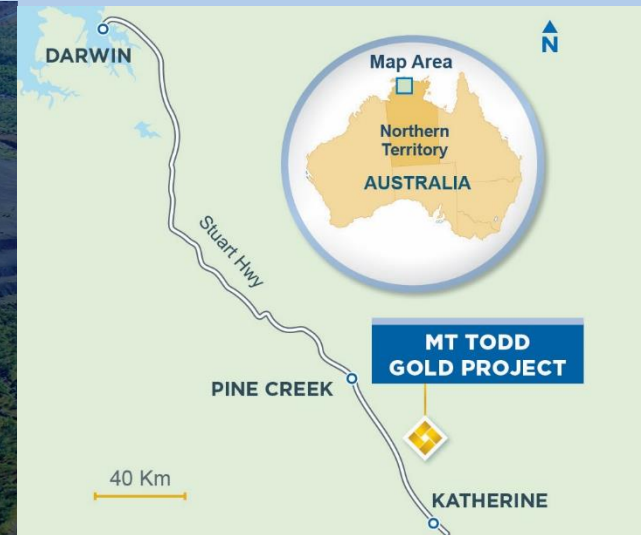 DARWIN
N
Map Area
Northern
Territory
AUSTRALIA
Stuart Hwy
MT TODD
GOLD PROJECT
PINE CREEK
40 Km
KATHERINE